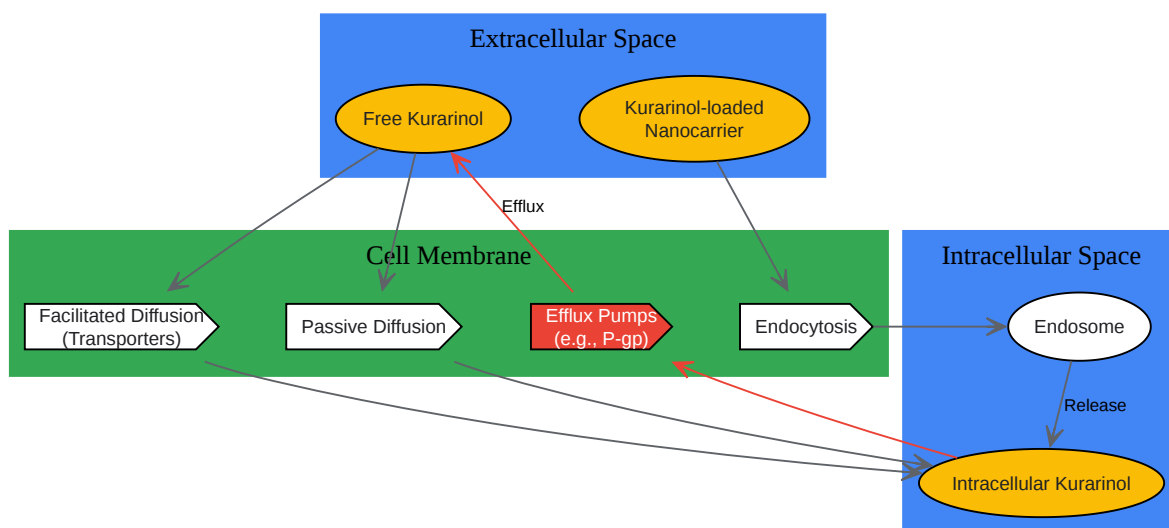 Extracellular Space
Free Kurarinol
Kurarinol-loaded
Nanocarrier
Efflux
Cell Membrane
Intracellular Space
Facilitated Diffusion
(Transporters)
Passive Diffusion
Efflux Pumps
(e.g., P-gp)
Endocytosis
Endosome
Release
Intracellular Kurarinol